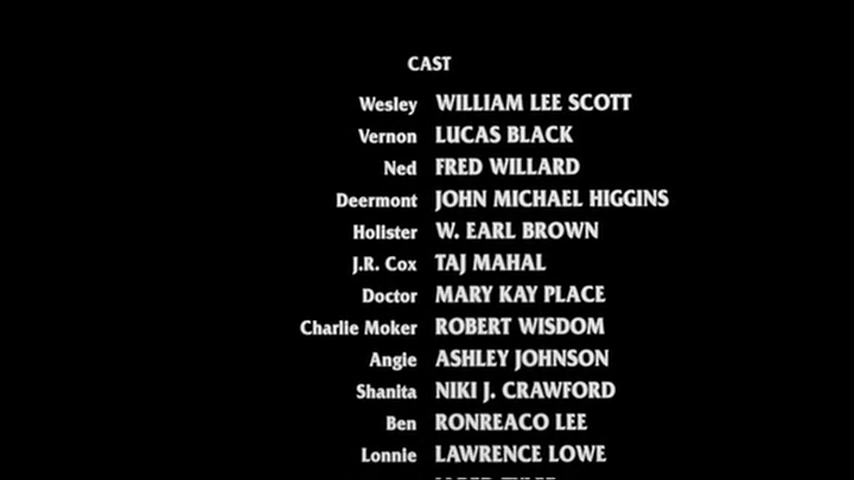 CAST
Wesley WILLIAM LEE SCOTT
Vernon LUCAS BLACK
Ned FRED WILLARD
Deermont JOHN MICHAEL HIGGINS
Holister W. EARL BROWN
J.R. Cox TAJ MAHAL
Doctor MARY KAY PLACE
Charlie Moker ROBERT WISDOM
Angie ASHLEY JOHNSON
Shanita NIKI J. CRAWFORD
Ben RONREACO LEE
Lonnie LAWRENCE LOWE